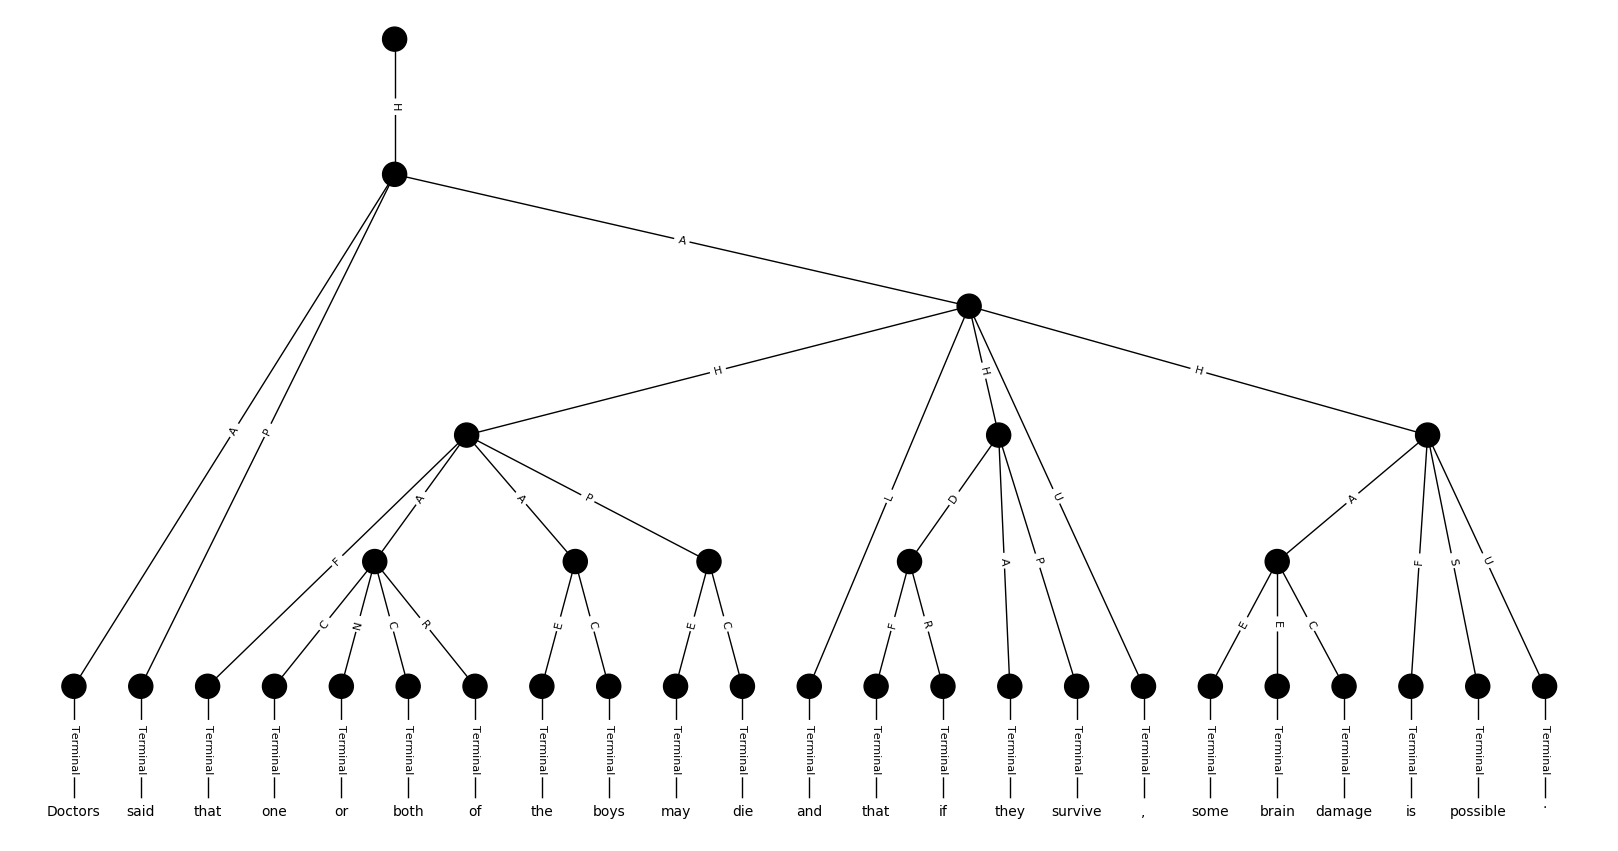 H
A
A P
H H H
A A P L D U A
F F A P F S U
C N C R E C E C F R E E C
Terminal Terminal Terminal Terminal Terminal Terminal Terminal Terminal Terminal Terminal Terminal Terminal Terminal Terminal Terminal Terminal Terminal Terminal Terminal Terminal Terminal Terminal Terminal
Doctors said that one or both of the boys may die and that if they survive , some brain damage is possible .